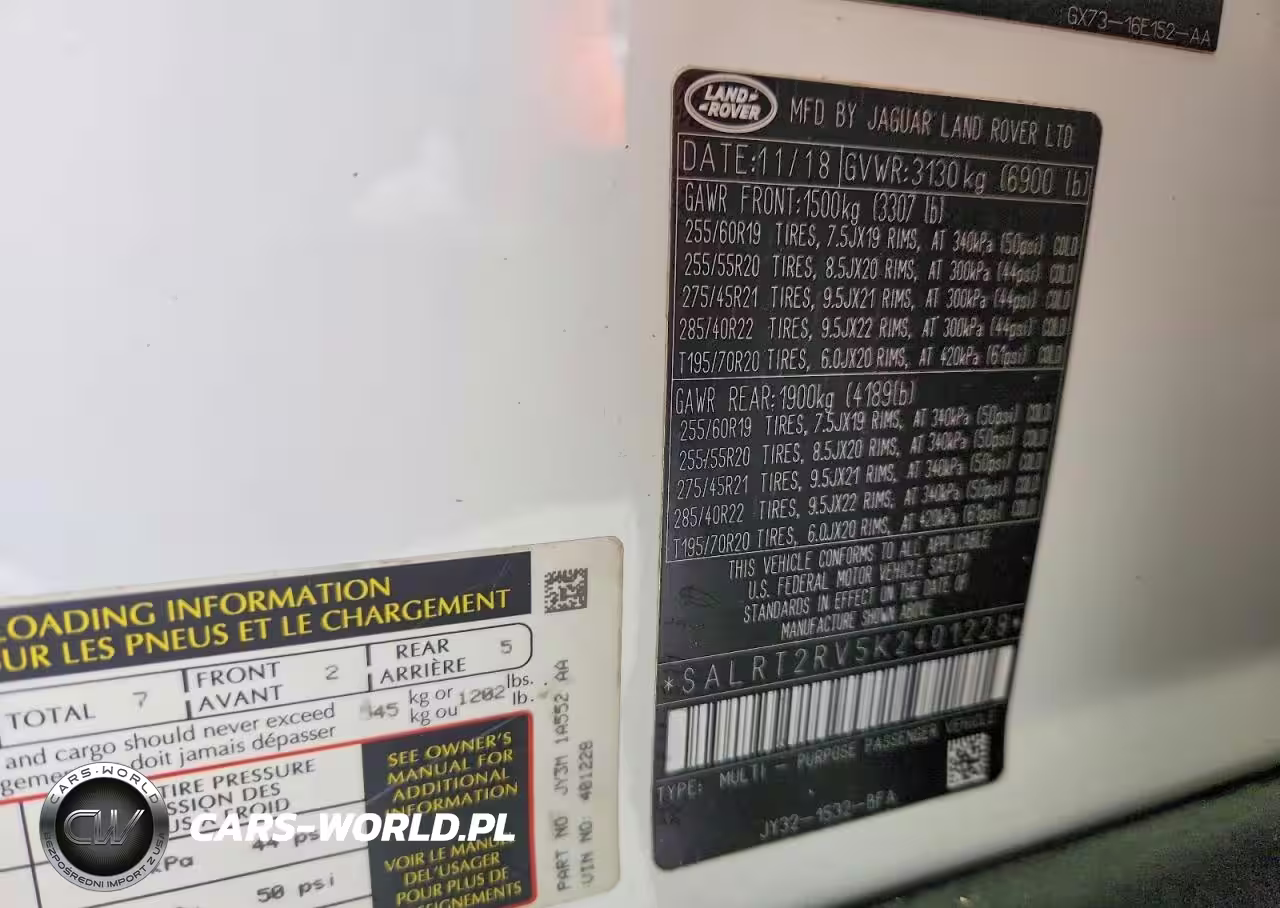 GX73-16E152-AA
LAND ROVER
MFD BY JAGUAR LAND ROVER LTD
DATE:11/18 GVWR:3130kg (6900 lb)
GAWR FRONT:1500kg (3307 lb)
255/60R19 TIRES, 7.5JX19 RIMS, AT 340kPa (50psi) COLD
255/55R20 TIRES, 8.5JX20 RIMS, AT 300kPa (44psi) COLD
275/45R21 TIRES, 9.5JX21 RIMS, AT 300kPa (44psi) COLD
285/40R22 TIRES, 9.5JX22 RIMS, AT 300kPa (44psi) COLD
T195/70R20 TIRES, 6.0JX20 RIMS, AT 420kPa (61psi) COLD
GAWR REAR:1900kg (4189lb)
255/60R19 TIRES, 7.5JX19 RIMS, AT 340kPa (50psi) COLD
255/55R20 TIRES, 8.5JX20 RIMS, AT 340kPa (50psi) COLD
275/45R21 TIRES, 9.5JX21 RIMS, AT 340kPa (50psi) COLD
285/40R22 TIRES, 9.5JX22 RIMS, AT 340kPa (50psi) COLD
T195/70R20 TIRES, 6.0JX20 RIMS, AT 420kPa (61psi) COLD
THIS VEHICLE CONFORMS TO ALL APPLICABLE
U.S. FEDERAL MOTOR VEHICLE SAFETY
STANDARDS IN EFFECT ON THE DATE OF
MANUFACTURE SHOWN ABOVE
*SALRT2RV5K2401228*
TYPE: MULTI - PURPOSE PASSENGER VEHICLE
JY32-1532-BFA
LOADING INFORMATION
OUR LES PNEUS ET LE CHARGEMENT
TOTAL 7
FRONT 2
AVANT
REAR 5
ARRIÈRE
and cargo should never exceed 545 kg or 1202 lbs.
doit jamais dépasser kg ou lb.
TIRE PRESSURE
SSION DES
kPa 44 psi
50 psi
SEE OWNER'S
MANUAL FOR
ADDITIONAL
INFORMATION
VOIR LE MANUEL
DE L'USAGER
POUR PLUS DE
SEIGNEMENTS
PART NO JY3M 1A552 AA
VIN NO: 401228
CARS-WORLD
CW
BEZPOŚREDNI IMPORT Z USA
CARS-WORLD.PL